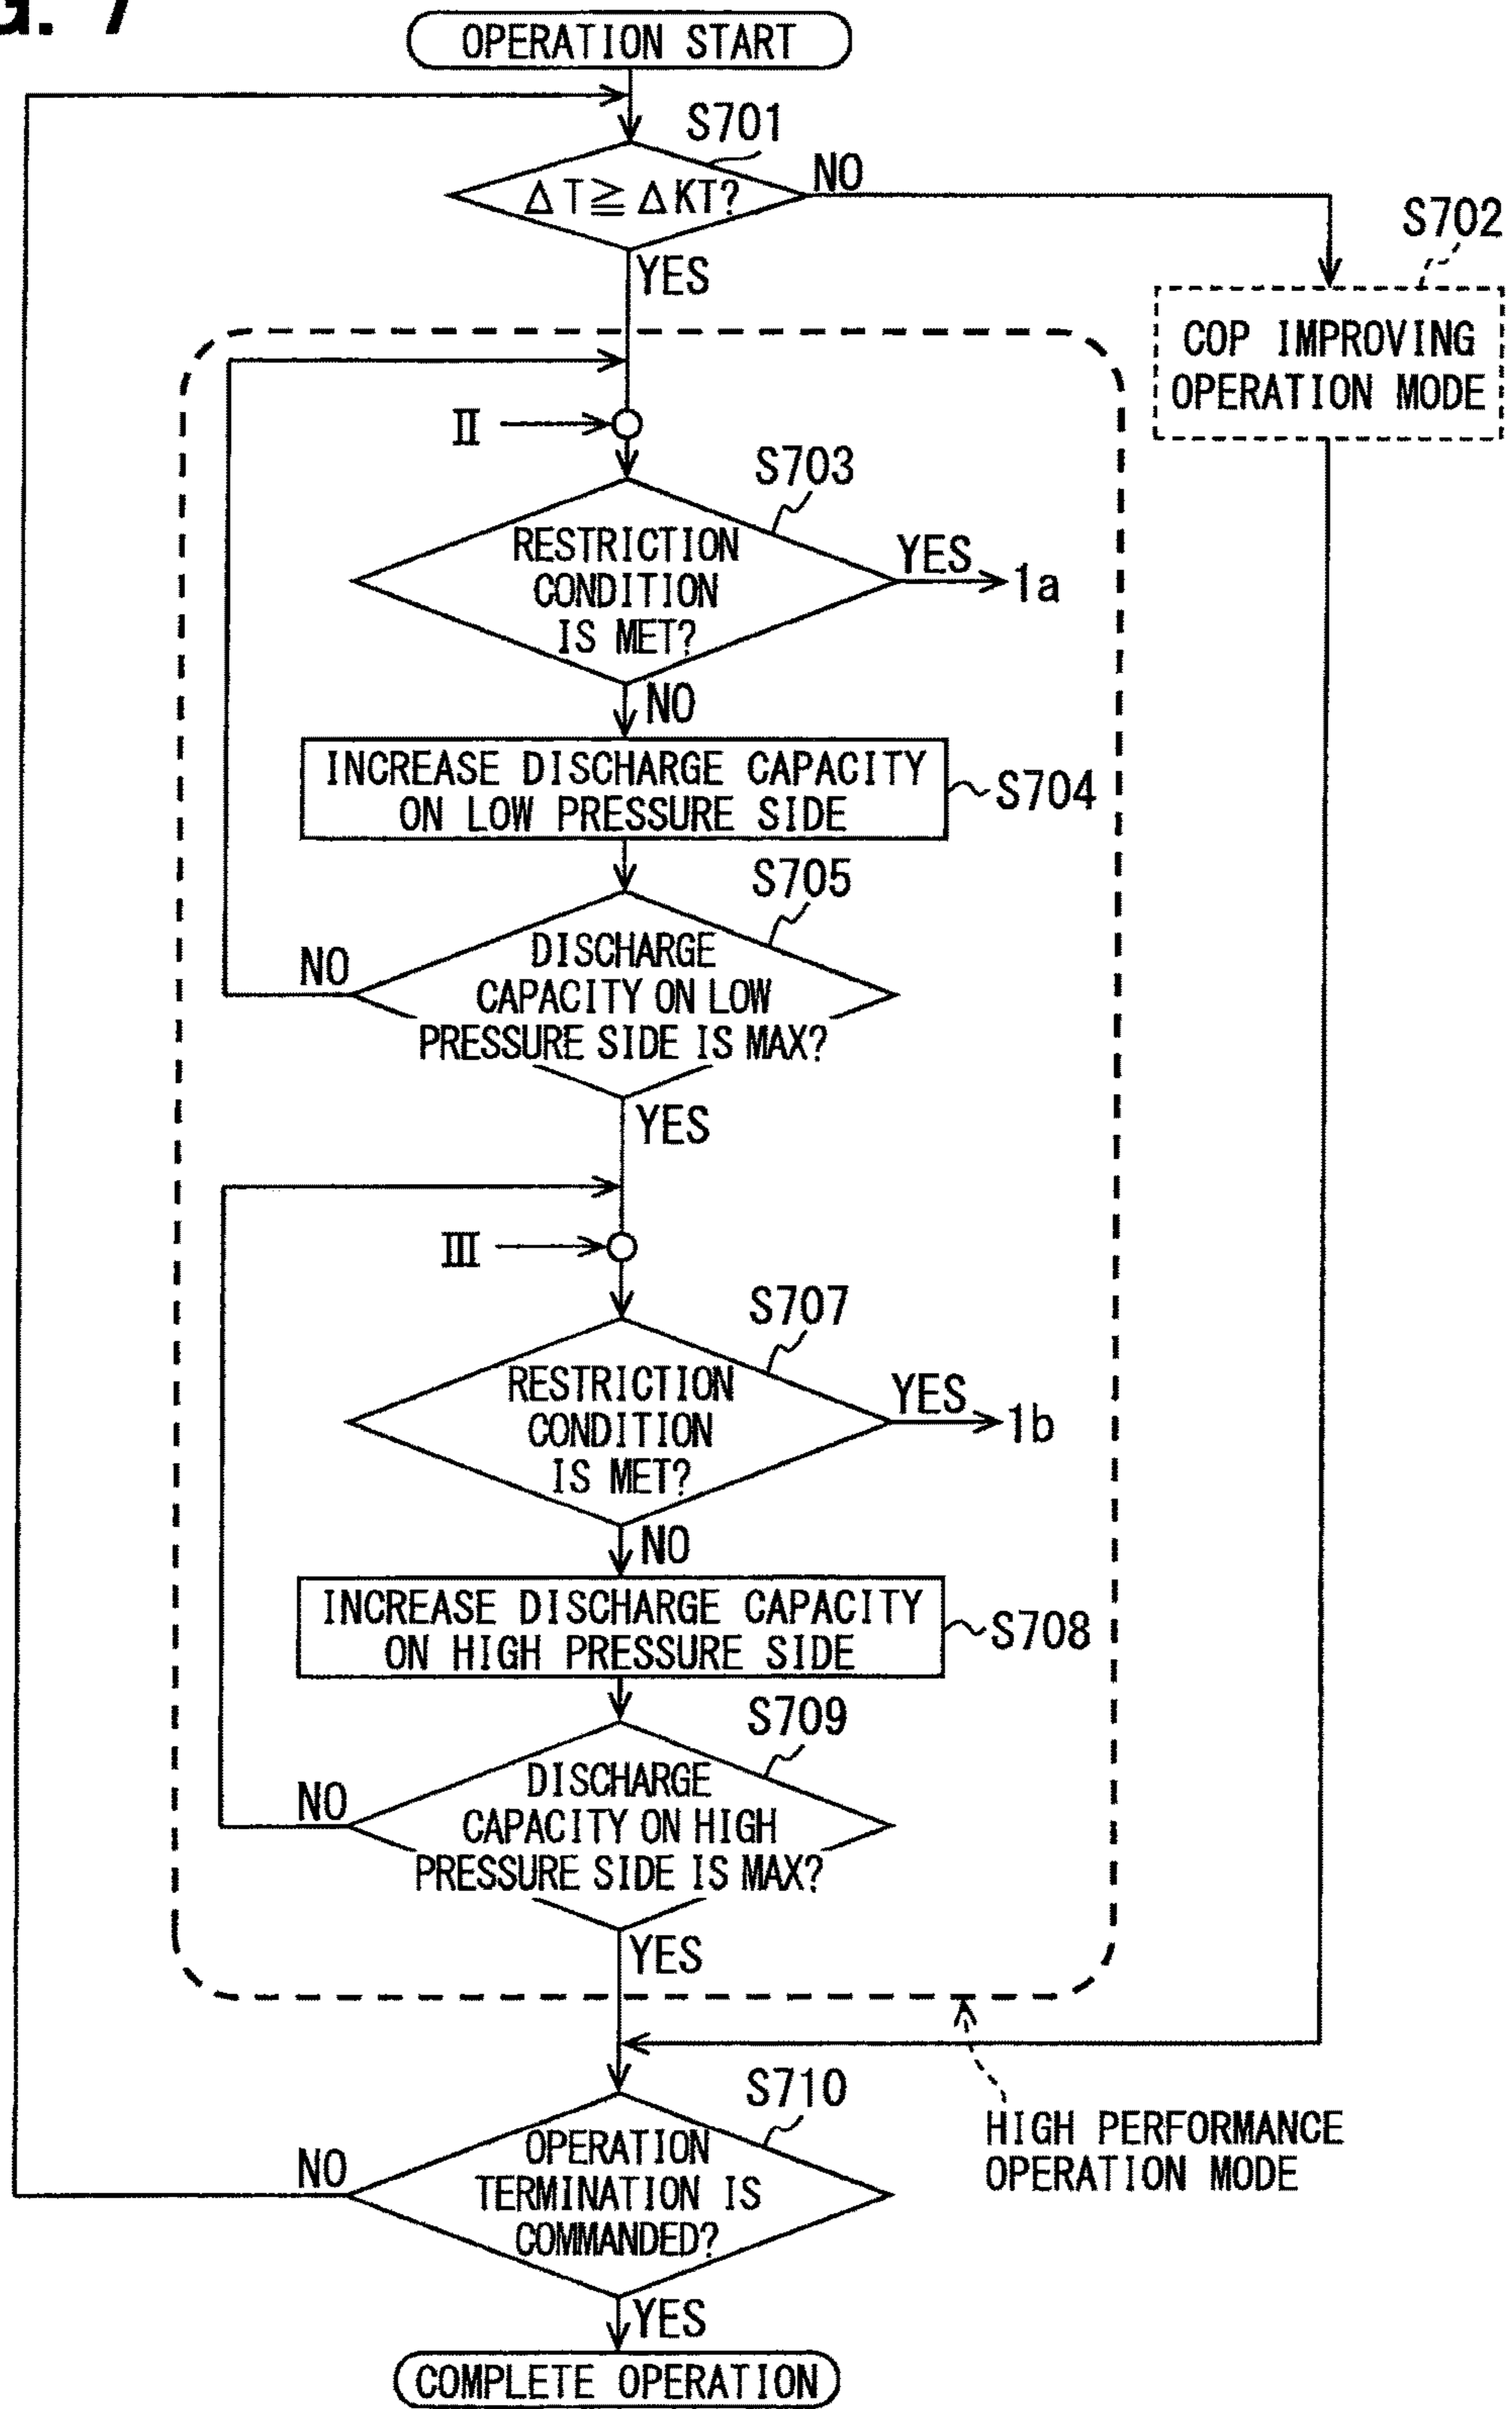 G. 7
OPERATION START
S701
ΔT≧ΔKT?
NO
S702
YES
COP IMPROVING
OPERATION MODE
II
S703
RESTRICTION
CONDITION
IS MET?
YES
1a
NO
INCREASE DISCHARGE CAPACITY
ON LOW PRESSURE SIDE
S704
S705
DISCHARGE
CAPACITY ON LOW
PRESSURE SIDE IS MAX?
NO
YES
III
S707
RESTRICTION
CONDITION
IS MET?
YES
1b
NO
INCREASE DISCHARGE CAPACITY
ON HIGH PRESSURE SIDE
S708
S709
DISCHARGE
CAPACITY ON HIGH
PRESSURE SIDE IS MAX?
NO
YES
S710
HIGH PERFORMANCE
OPERATION MODE
OPERATION
TERMINATION IS
COMMANDED?
NO
YES
COMPLETE OPERATION